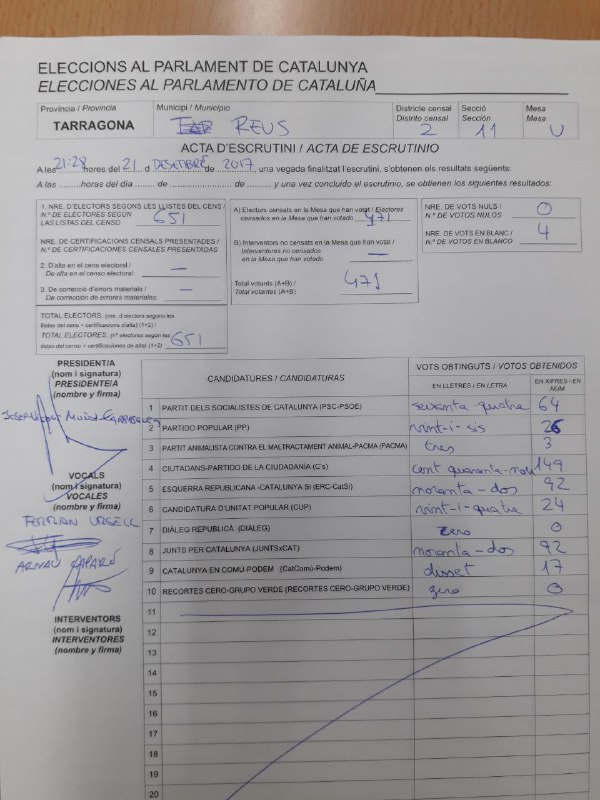 ELECCIONS AL PARLAMENT DE CATALUNYA
ELECCIONES AL PARLAMENTO DE CATALUÑA
Província / Provincia
TARRAGONA
Municipi / Municipio
REUS
Districte censal
Distrito censal
2
Secció
Sección
11
Mesa
Mesa
U
ACTA D'ESCRUTINI / ACTA DE ESCRUTINIO
A les 21:28 hores del 21 d DESEMBRE de 2017, una vegada finalitzat l'escrutini, s'obtenen els resultats següents:
A las ........ horas del día ........ de ........ de ........ y una vez concluido el escrutinio, se obtienen los siguientes resultados:
1. NRE. D'ELECTORS SEGONS LES LLISTES DEL CENS /
N.º DE ELECTORES SEGÚN
LAS LISTAS DEL CENSO
651
NRE. DE CERTIFICACIONS CENSALS PRESENTADES /
N.º DE CERTIFICACIONES CENSALES PRESENTADAS
2. D'alta en el cens electoral /
De alta en el censo electoral: —
3. De correcció d'errors materials /
De corrección de errores materiales: —
TOTAL ELECTORS: (nre. d'electors segons les
llistes del cens + certificacions d'alta) (1+2) /
TOTAL ELECTORES: (nº electores según las
listas del censo + certificaciones de alta) (1+2) 651
A) Electors censats en la Mesa que han votat / Electores
censados en la Mesa que han votado 471
B) Interventors no censats en la Mesa que han votat /
Interventores no censados
en la Mesa que han votado —
Total votants (A+B) /
Total votantes (A+B) 471
NRE. DE VOTS NULS /
N.º DE VOTOS NULOS 0
NRE. DE VOTS EN BLANC /
N.º DE VOTOS EN BLANCO 4
PRESIDENT/A
(nom i signatura)
PRESIDENTE/A
(nombre y firma)
VOCALS
(nom i signatura)
VOCALES
(nombre y firma)
FERRAN URGELL
ARNAU CAPARÓ
INTERVENTORS
(nom i signatura)
INTERVENTORES
(nombre y firma)
CANDIDATURES / CANDIDATURAS
VOTS OBTINGUTS / VOTOS OBTENIDOS
EN LLETRES / EN LETRA
EN XIFRES / EN NÚM
1 PARTIT DELS SOCIALISTES DE CATALUNYA (PSC-PSOE) seixanta-quatre 64
2 PARTIDO POPULAR (PP) vint-i-sis 26
3 PARTIT ANIMALISTA CONTRA EL MALTRACTAMENT ANIMAL-PACMA (PACMA) tres 3
4 CIUTADANS-PARTIDO DE LA CIUDADANÍA (C's) cent quaranta-nou 149
5 ESQUERRA REPUBLICANA -CATALUNYA SÍ (ERC-CatSí) noranta-dos 92
6 CANDIDATURA D'UNITAT POPULAR (CUP) vint-i-quatre 24
7 DIÀLEG REPUBLICÀ (DIÀLEG) zero 0
8 JUNTS PER CATALUNYA (JUNTSxCAT) noranta-dos 92
9 CATALUNYA EN COMÚ-PODEM (CatComú-Podem) disset 17
10 RECORTES CERO-GRUPO VERDE (RECORTES CERO-GRUPO VERDE) zero 0
11
12
13
14
15
16
17
18
19
20